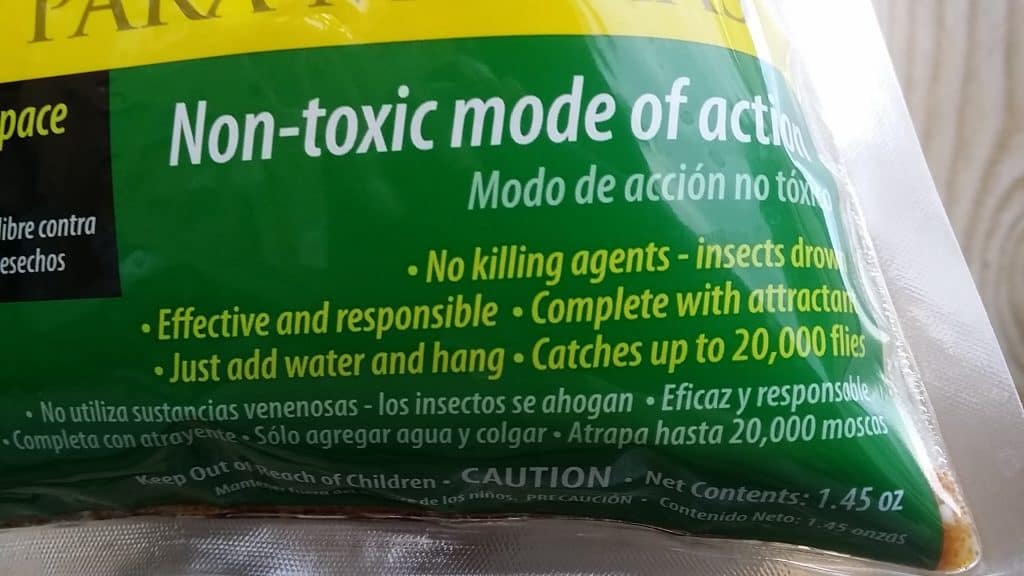 PARA
pace
Non-toxic mode of action
Modo de acción no
libre contra
esechos
• No killing agents - insects drow
• Effective and responsible • Complete with attractan
• Just add water and hang • Catches up to 20,000 flies
• No utiliza sustancias venenosas - los insectos se ahogan • Eficaz y responsable
• Completa con atrayente • Sólo agregar agua y colgar • Atrapa hasta 20,000 moscas
Keep Out of Reach of Children • CAUTION • Net Contents: 1.45 oz
de los niños. PRECAUCIÓN • Contenido Neto: 1.45 onzas